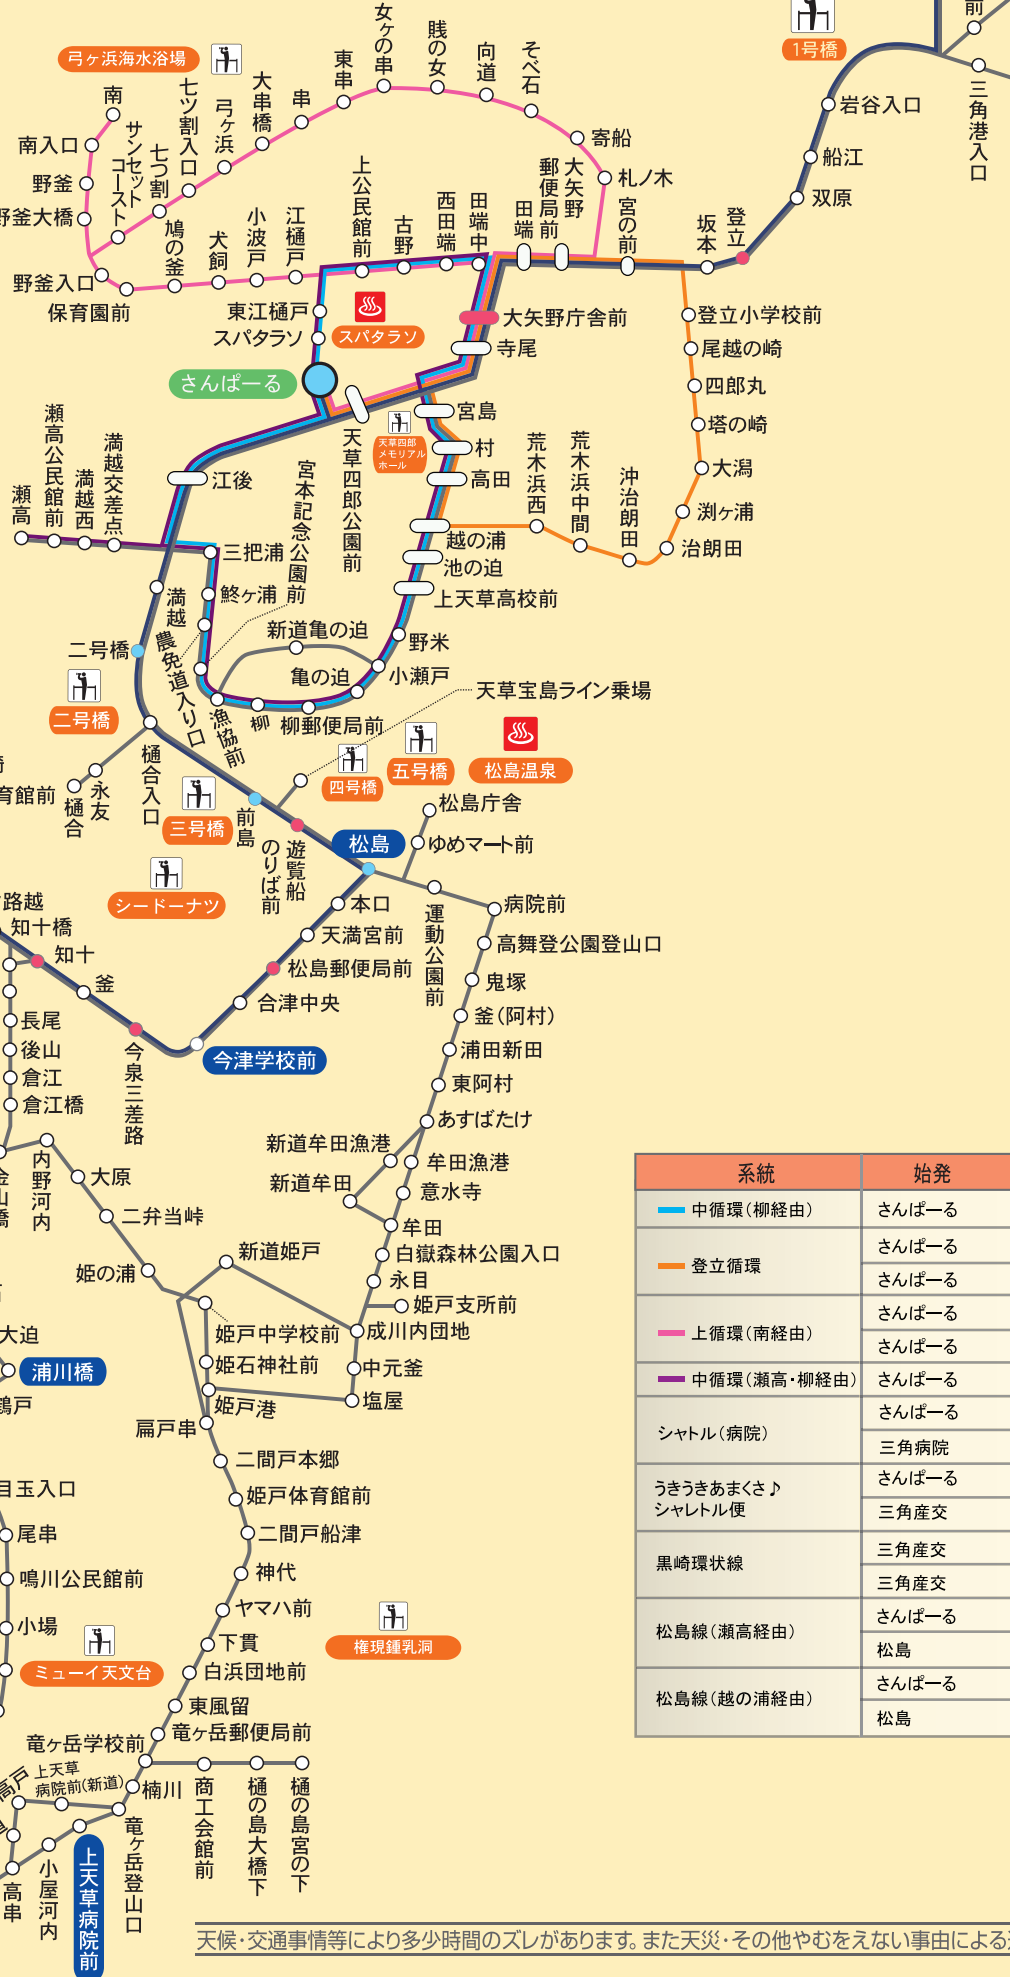 弓ヶ浜海水浴場
南
南入口
野釜
野釜大橋
野釜入口
保育園前
サンセットコースト
七つ割
七ツ割入口
弓ヶ浜
大串橋
串
東串
女ヶの串
賎の女
向道
そべ石
寄船
札ノ木
鳩の釜
犬飼
小波戸
江樋戸
上公民館前
古野
西田端
田端中
田端
郵便局前
大矢野
宮の前
坂本
登立
双原
船江
岩谷入口
1号橋
前
三角港入口
東江樋戸
スパタラソ
スパタラソ
さんぱーる
大矢野庁舎前
寺尾
登立小学校前
尾越の崎
四郎丸
塔の崎
大潟
渕ヶ浦
治朗田
沖治朗田
荒木浜中間
荒木浜西
天草四郎公園前
天草四郎
メモリアル
ホール
宮島
村
高田
越の浦
池の迫
上天草高校前
野米
小瀬戸
亀の迫
新道亀の迫
江後
瀬高
瀬高公民館前
満越西
満越交差点
三把浦
鮗ヶ浦
宮本記念公園前
農免道入り口
満越
漁協前
柳
柳郵便局前
二号橋
二号橋
樋合入口
永友
樋合
育館前
天草宝島ライン乗場
三号橋
前島
四号橋
五号橋
松島温泉
遊覧船のりば前
松島
松島庁舎
ゆめマート前
シードーナツ
本口
天満宮前
松島郵便局前
合津中央
今津学校前
今泉三差路
釜
知十
知十橋
路越
長尾
後山
倉江
倉江橋
金山橋
内野河内
大原
二弁当峠
姫の浦
運動公園前
病院前
高舞登公園登山口
鬼塚
釜(阿村)
浦田新田
東阿村
あすばたけ
新道牟田漁港
牟田漁港
新道牟田
意水寺
牟田
白嶽森林公園入口
永目
姫戸支所前
新道姫戸
成川内団地
姫戸中学校前
中元釜
姫石神社前
塩屋
姫戸港
扇戸串
大迫
浦川橋
鶴戸
二間戸本郷
姫戸体育館前
二間戸船津
神代
ヤマハ前
下貫
白浜団地前
東風留
竜ヶ岳郵便局前
竜ヶ岳学校前
目玉入口
尾串
鳴川公民館前
小場
ミューイ天文台
権現鍾乳洞
高戸
上天草
病院前(新道)
楠川
商工会館前
樋の島大橋下
樋の島宮の下
竜ヶ岳登山口
上天草病院前
小屋河内
高串
系統 始発
中循環(柳経由) さんぱーる
登立循環 さんぱーる
さんぱーる
上循環(南経由) さんぱーる
さんぱーる
中循環(瀬高・柳経由) さんぱーる
シャトル(病院) さんぱーる
三角病院
うきうきあまくさ♪
シャレトル便
さんぱーる
三角産交
黒崎環状線 三角産交
三角産交
松島線(瀬高経由) さんぱーる
松島
松島線(越の浦経由) さんぱーる
松島
天候・交通事情等により多少時間のズレがあります。また天災・その他やむをえない事由による